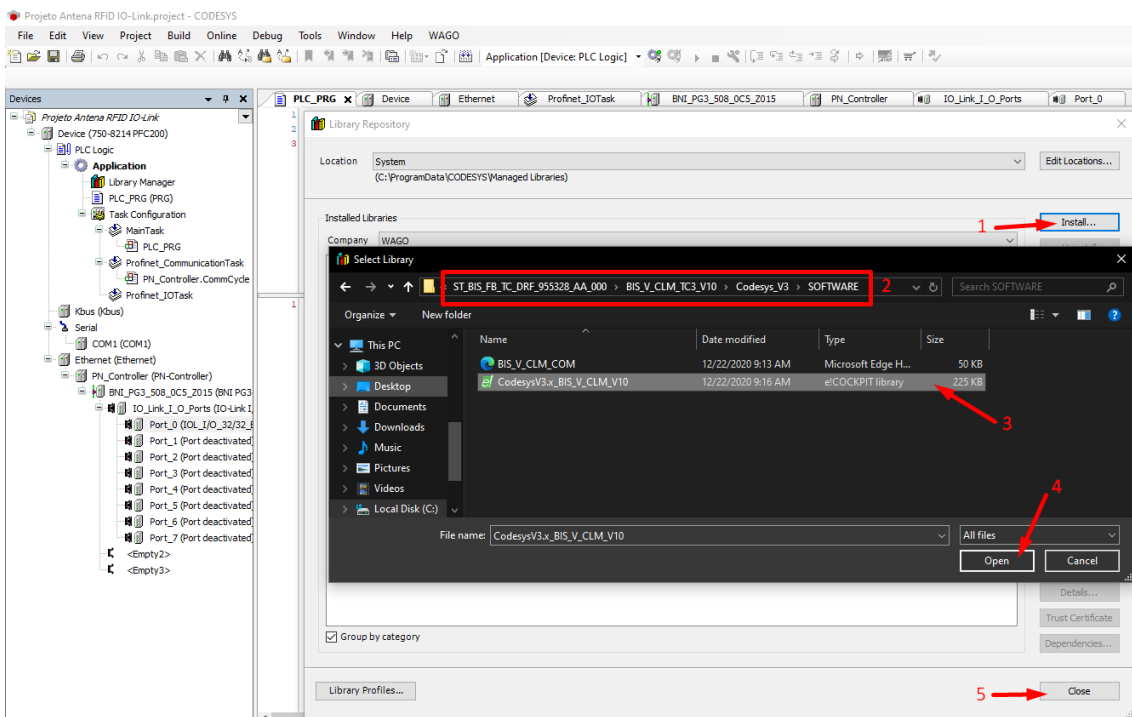 Projeto Antena RFID IO-Link.project - CODESYS
File Edit View Project Build Online Debug Tools Window Help WAGO
Application [Device: PLC Logic]
Devices
PLC_PRG Device Ethernet Profinet_IOTask BNI_PG3_508_0C5_Z015 PN_Controller IO_Link_I_O_Ports Port_0
Projeto Antena RFID IO-Link
Device (750-8214 PFC200)
PLC Logic
Application
Library Manager
PLC_PRG (PRG)
Task Configuration
MainTask
PLC_PRG
Profinet_CommunicationTask
PN_Controller.CommCycle
Profinet_IOTask
Kbus (Kbus)
Serial
COM1 (COM1)
Ethernet (Ethernet)
PN_Controller (PN-Controller)
BNI_PG3_508_0C5_Z015 (BNI PG3
IO_Link_I_O_Ports (IO-Link I
Port_0 (IOL_I/O_32/32_
Port_1 (Port deactivated)
Port_2 (Port deactivated)
Port_3 (Port deactivated)
Port_4 (Port deactivated)
Port_5 (Port deactivated)
Port_6 (Port deactivated)
Port_7 (Port deactivated)
<Empty2>
<Empty3>
1
2
3
1
Library Repository
Location System Edit Locations...
(C:\ProgramData\CODESYS\Managed Libraries)
Installed Libraries
1 Install...
Company WAGO
Select Library
ST_BIS_FB_TC_DRF_955328_AA_000 > BIS_V_CLM_TC3_V10 > Codesys_V3 > SOFTWARE 2 Search SOFTWARE
Organize New folder
Name Date modified Type Size
BIS_V_CLM_COM 12/22/2020 9:13 AM Microsoft Edge H... 50 KB
CodesysV3.x_BIS_V_CLM_V10 12/22/2020 9:16 AM e!COCKPIT library 225 KB
3
This PC
3D Objects
Desktop
Documents
Downloads
Music
Pictures
Videos
Local Disk (C:)
4
File name: CodesysV3.x_BIS_V_CLM_V10 All files
Open Cancel
Details...
Trust Certificate
Dependencies...
Group by category
Library Profiles...
5 Close